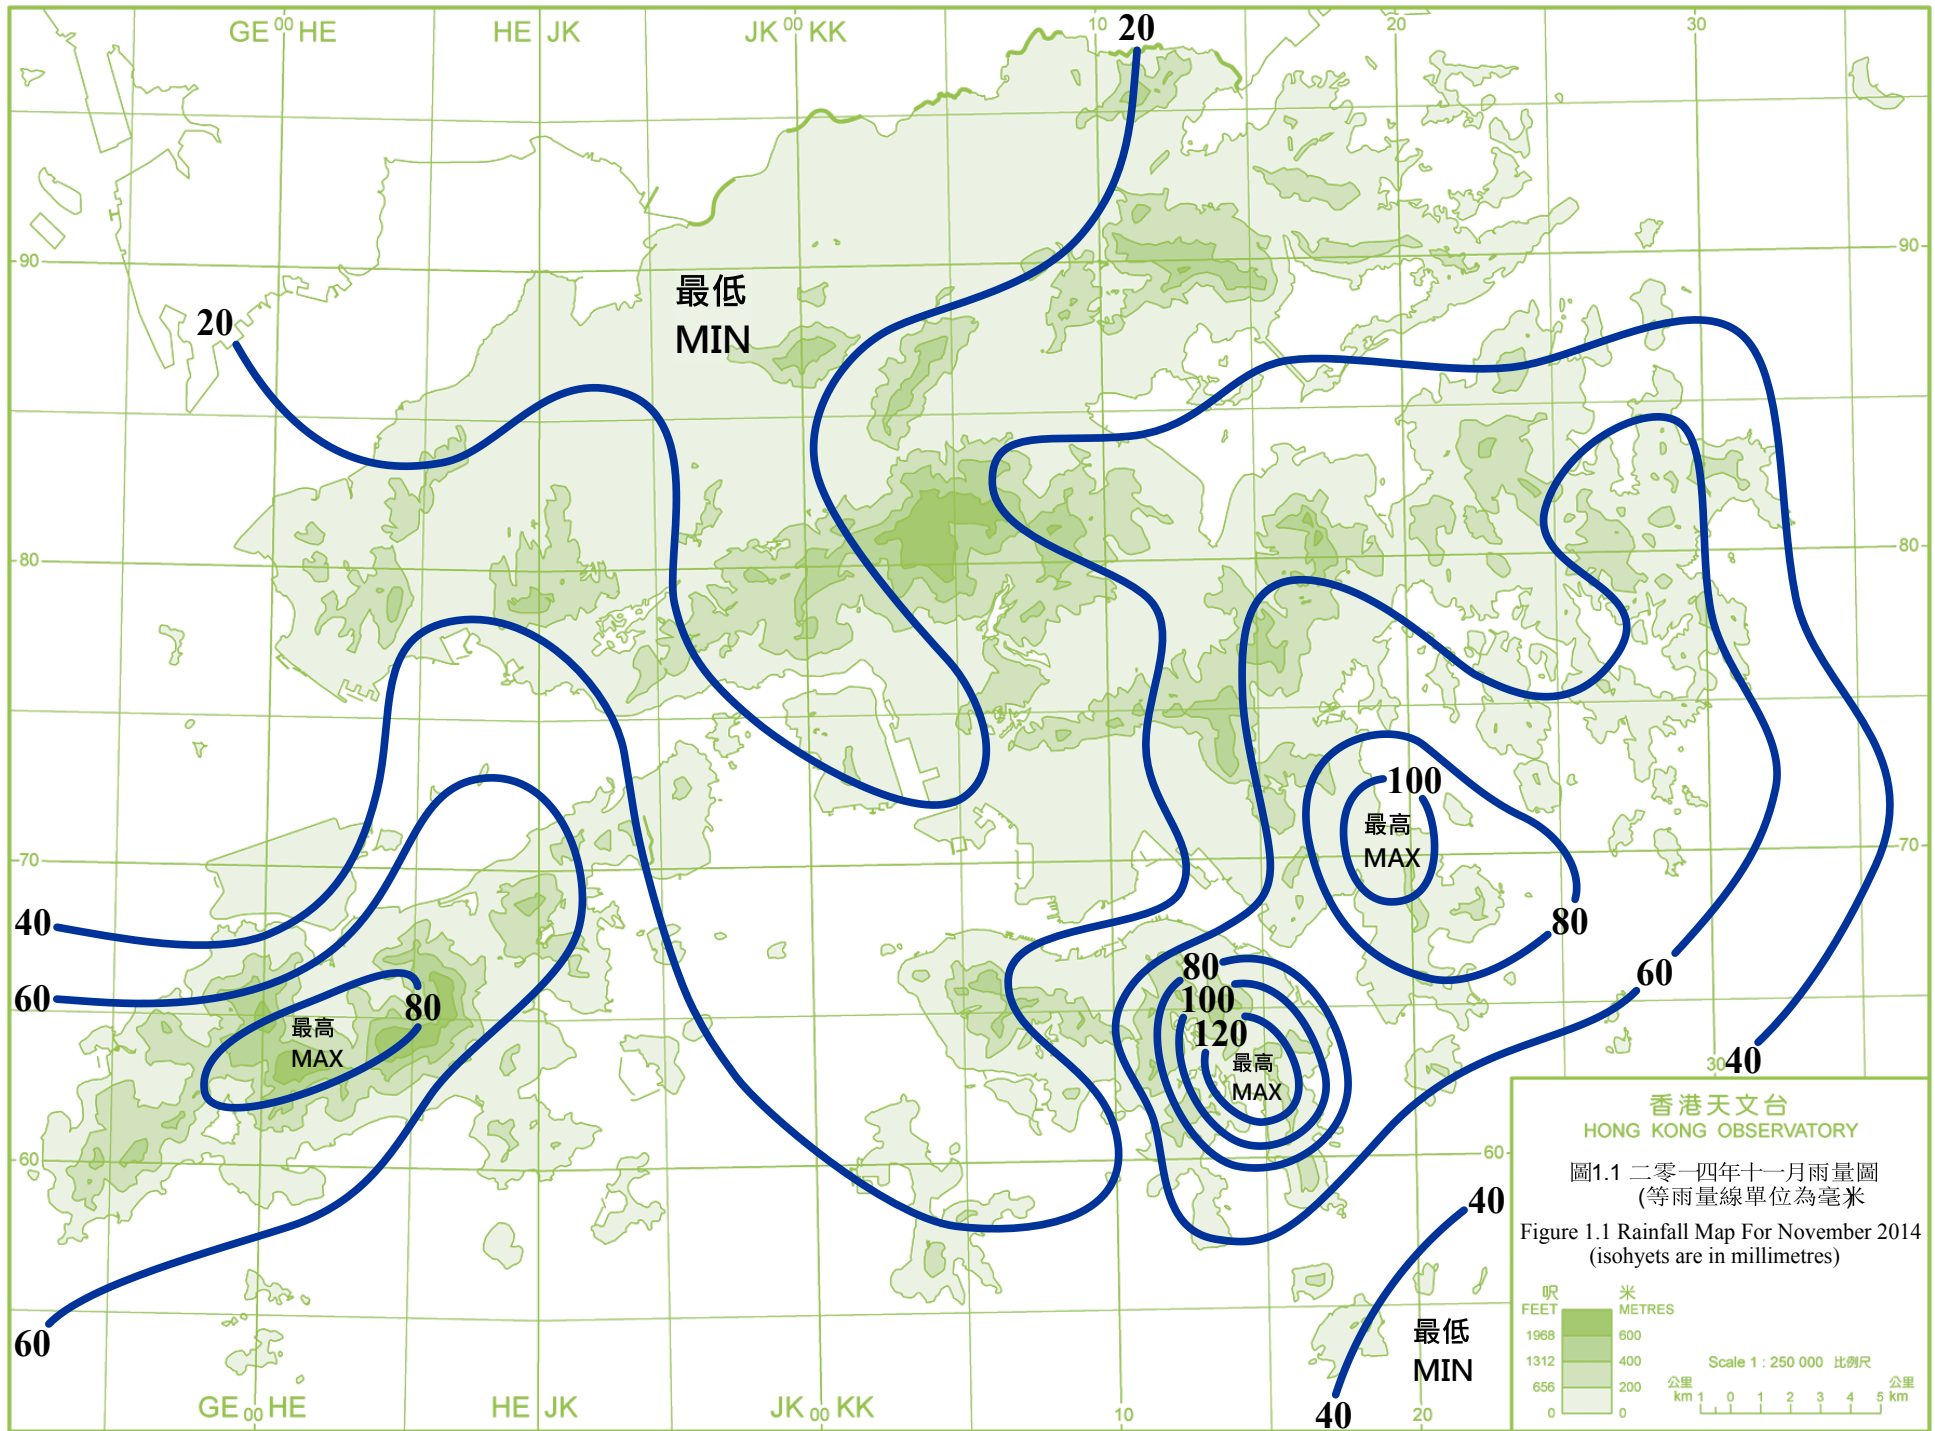 GE 00 HE
HE JK
JK 00 KK
10
20
20
30
90
90
最低
MIN
20
80
80
100
最高
MAX
70
70
40
80
60
80
100
120
60
80
最高
MAX
最高
MAX
30
40
60
60
40
最低
MIN
60
40
GE 00 HE
HE JK
JK 00 KK
10
20
香港天文台
HONG KONG OBSERVATORY
圖1.1 二零一四年十一月雨量圖
(等雨量線單位為毫米
Figure 1.1 Rainfall Map For November 2014
(isohyets are in millimetres)
呎 米
FEET METRES
1968 600
1312 400
656 200
0 0
Scale 1 : 250 000 比例尺
公里 公里
km 1 0 1 2 3 4 5 km